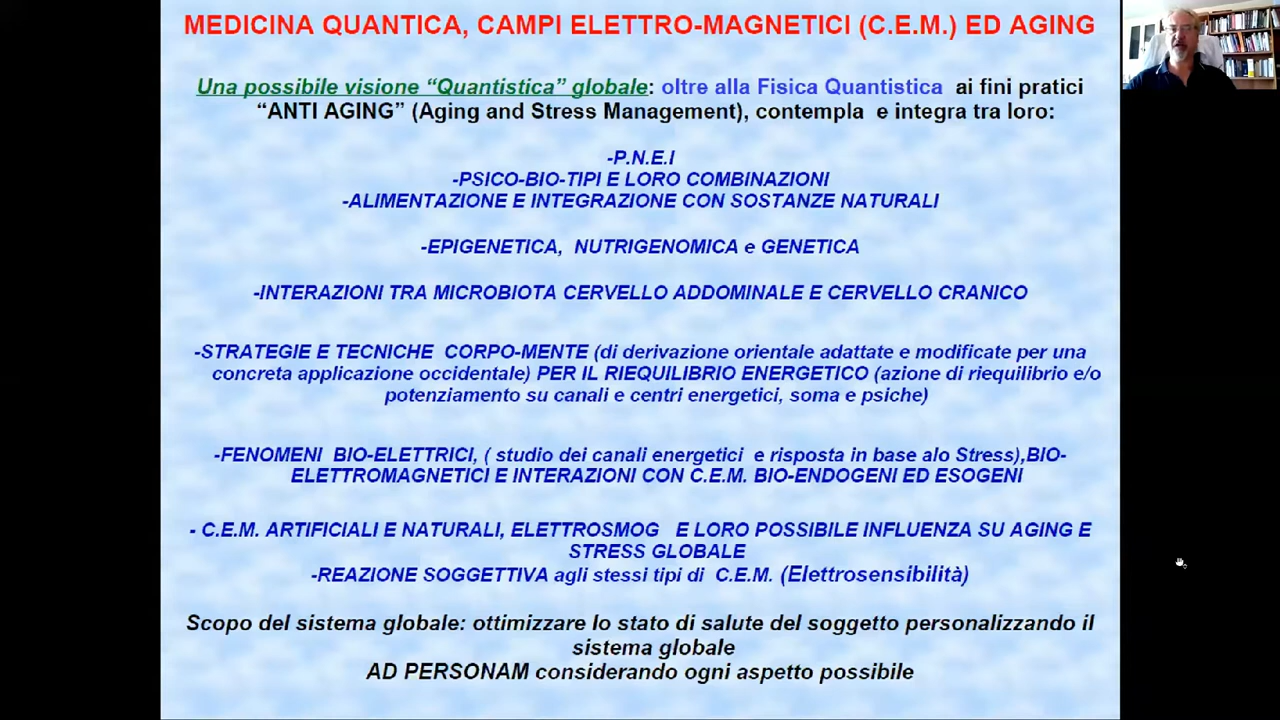 MEDICINA QUANTICA, CAMPI ELETTRO-MAGNETICI (C.E.M.) ED AGING
Una possibile visione “Quantistica” globale: oltre alla Fisica Quantistica ai fini pratici
“ANTI AGING” (Aging and Stress Management), contempla e integra tra loro:
-P.N.E.I
-PSICO-BIO-TIPI E LORO COMBINAZIONI
-ALIMENTAZIONE E INTEGRAZIONE CON SOSTANZE NATURALI
-EPIGENETICA, NUTRIGENOMICA e GENETICA
-INTERAZIONI TRA MICROBIOTA CERVELLO ADDOMINALE E CERVELLO CRANICO
-STRATEGIE E TECNICHE CORPO-MENTE (di derivazione orientale adattate e modificate per una
concreta applicazione occidentale) PER IL RIEQUILIBRIO ENERGETICO (azione di riequilibrio e/o
potenziamento su canali e centri energetici, soma e psiche)
-FENOMENI BIO-ELETTRICI, ( studio dei canali energetici e risposta in base alo Stress),BIO-
ELETTROMAGNETICI E INTERAZIONI CON C.E.M. BIO-ENDOGENI ED ESOGENI
- C.E.M. ARTIFICIALI E NATURALI, ELETTROSMOG E LORO POSSIBILE INFLUENZA SU AGING E
STRESS GLOBALE
-REAZIONE SOGGETTIVA agli stessi tipi di C.E.M. (Elettrosensibilità)
Scopo del sistema globale: ottimizzare lo stato di salute del soggetto personalizzando il
sistema globale
AD PERSONAM considerando ogni aspetto possibile